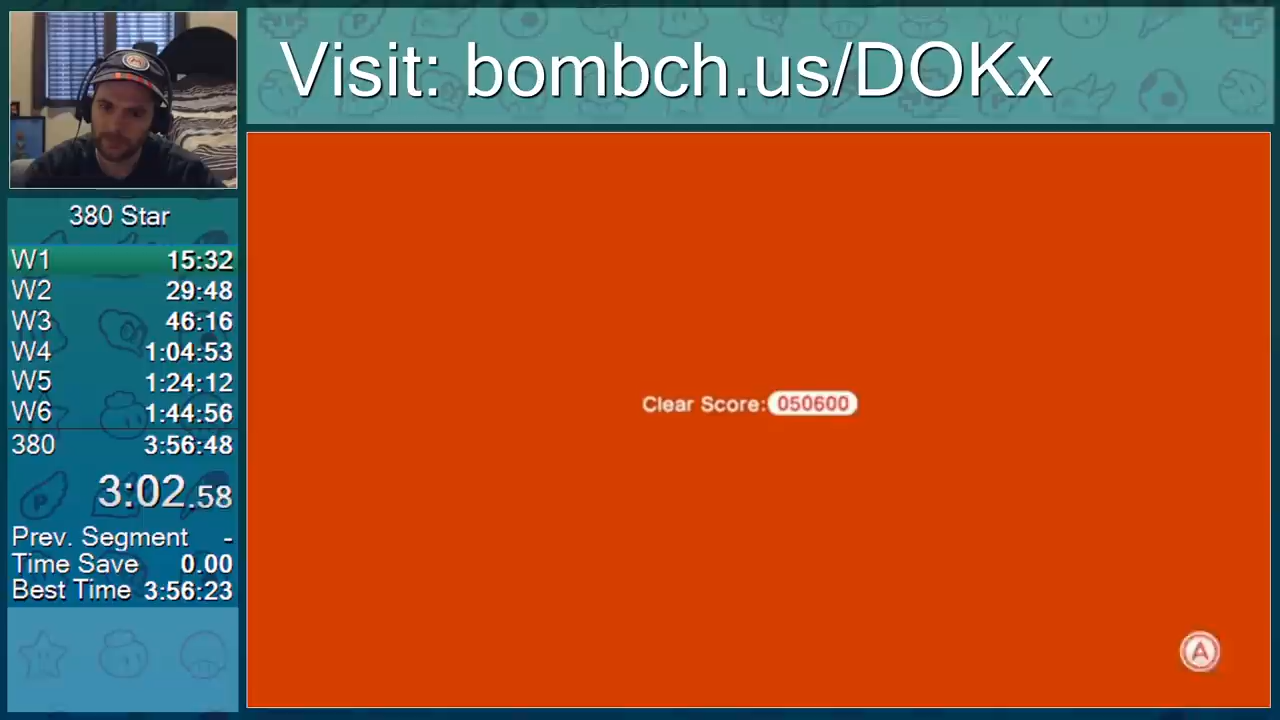 Visit: bombch.us/DOKx
380 Star
W1 15:32
W2 29:48
W3 46:16
W4 1:04:53
W5 1:24:12
W6 1:44:56
380 3:56:48
3:02.58
Prev. Segment -
Time Save 0.00
Best Time 3:56:23
Clear Score: 050600
A